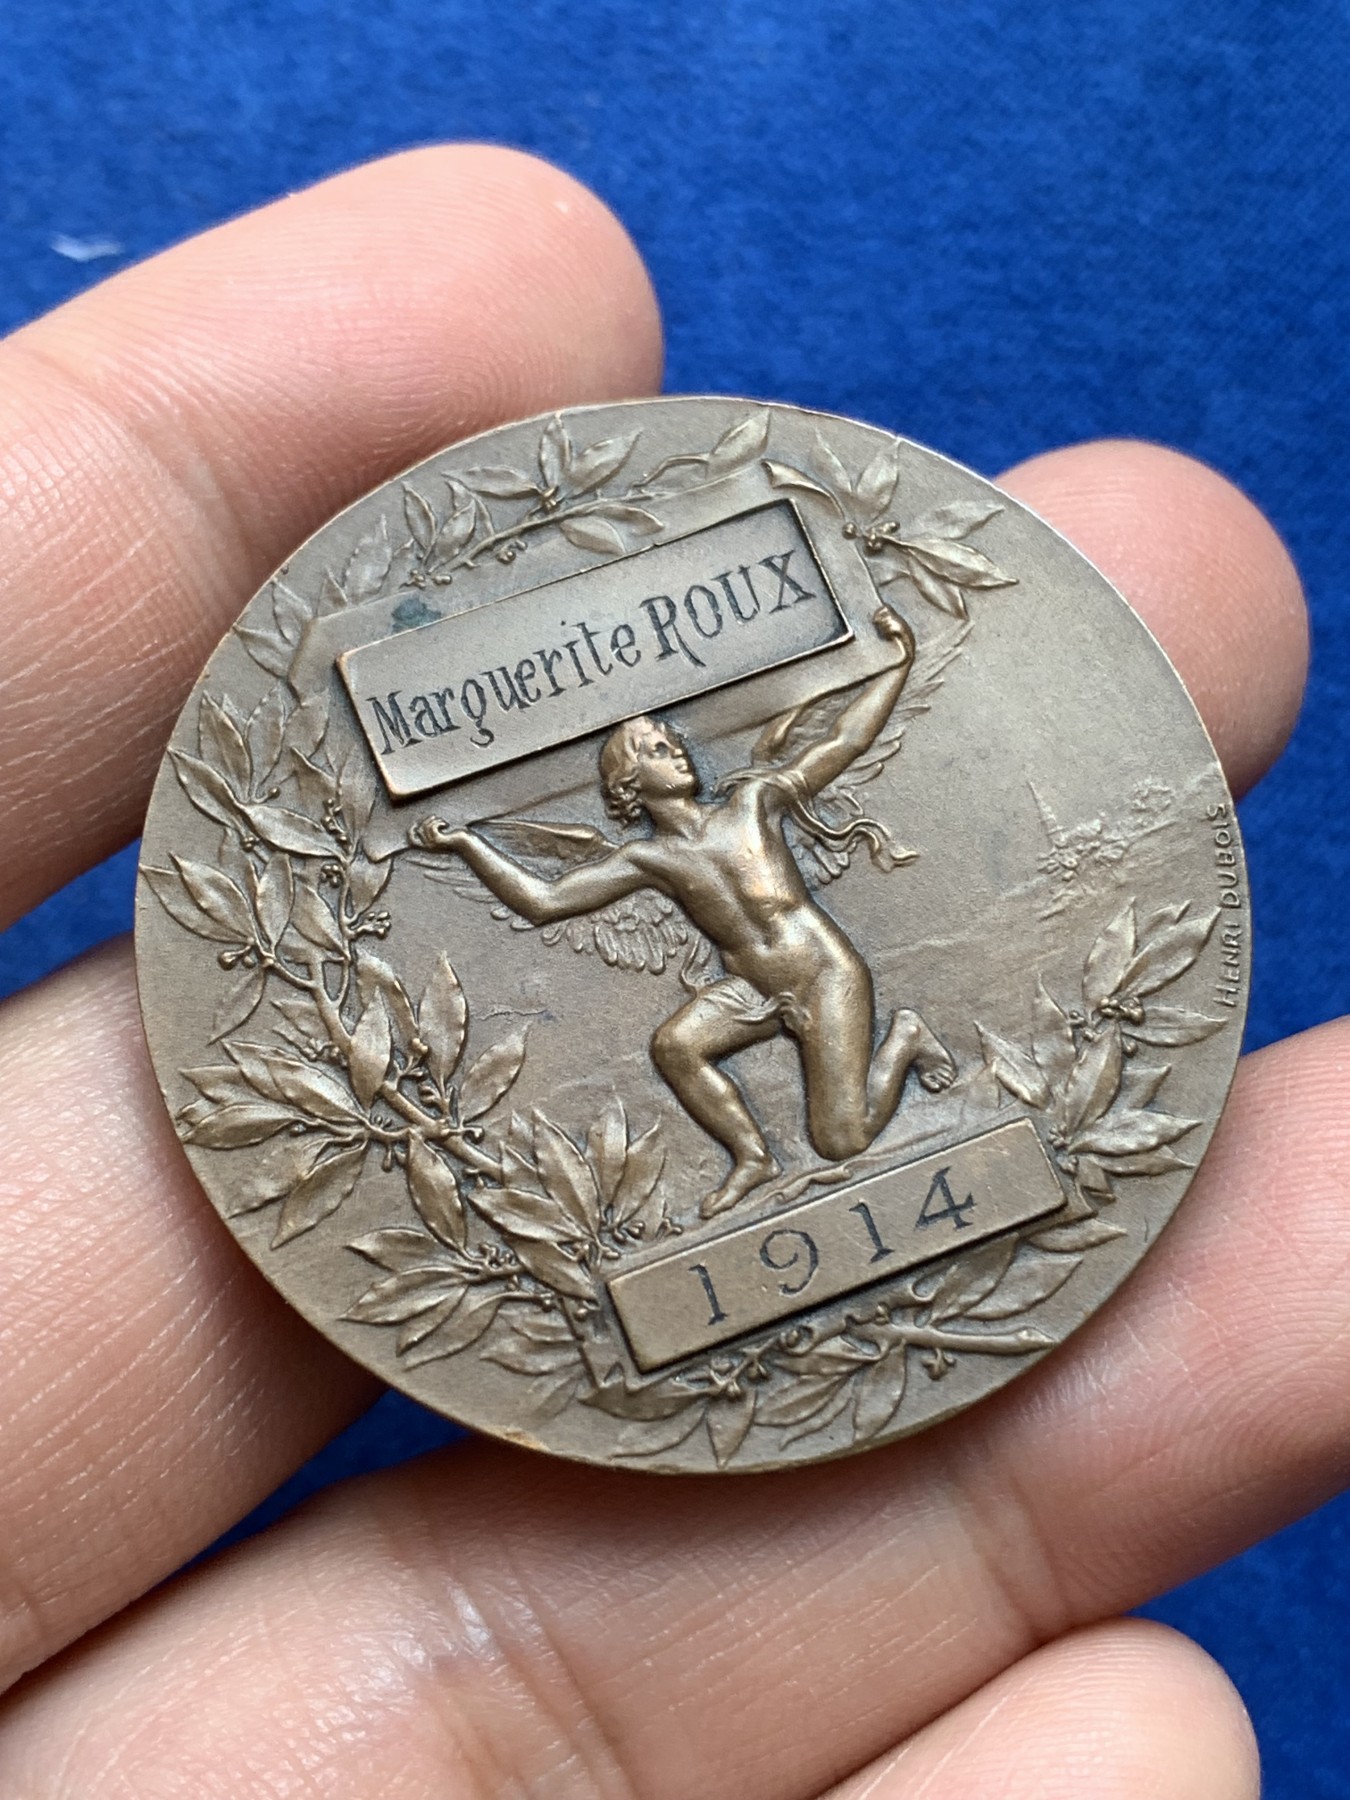 Marguerite ROUX
HENRI DUBOIS
1914